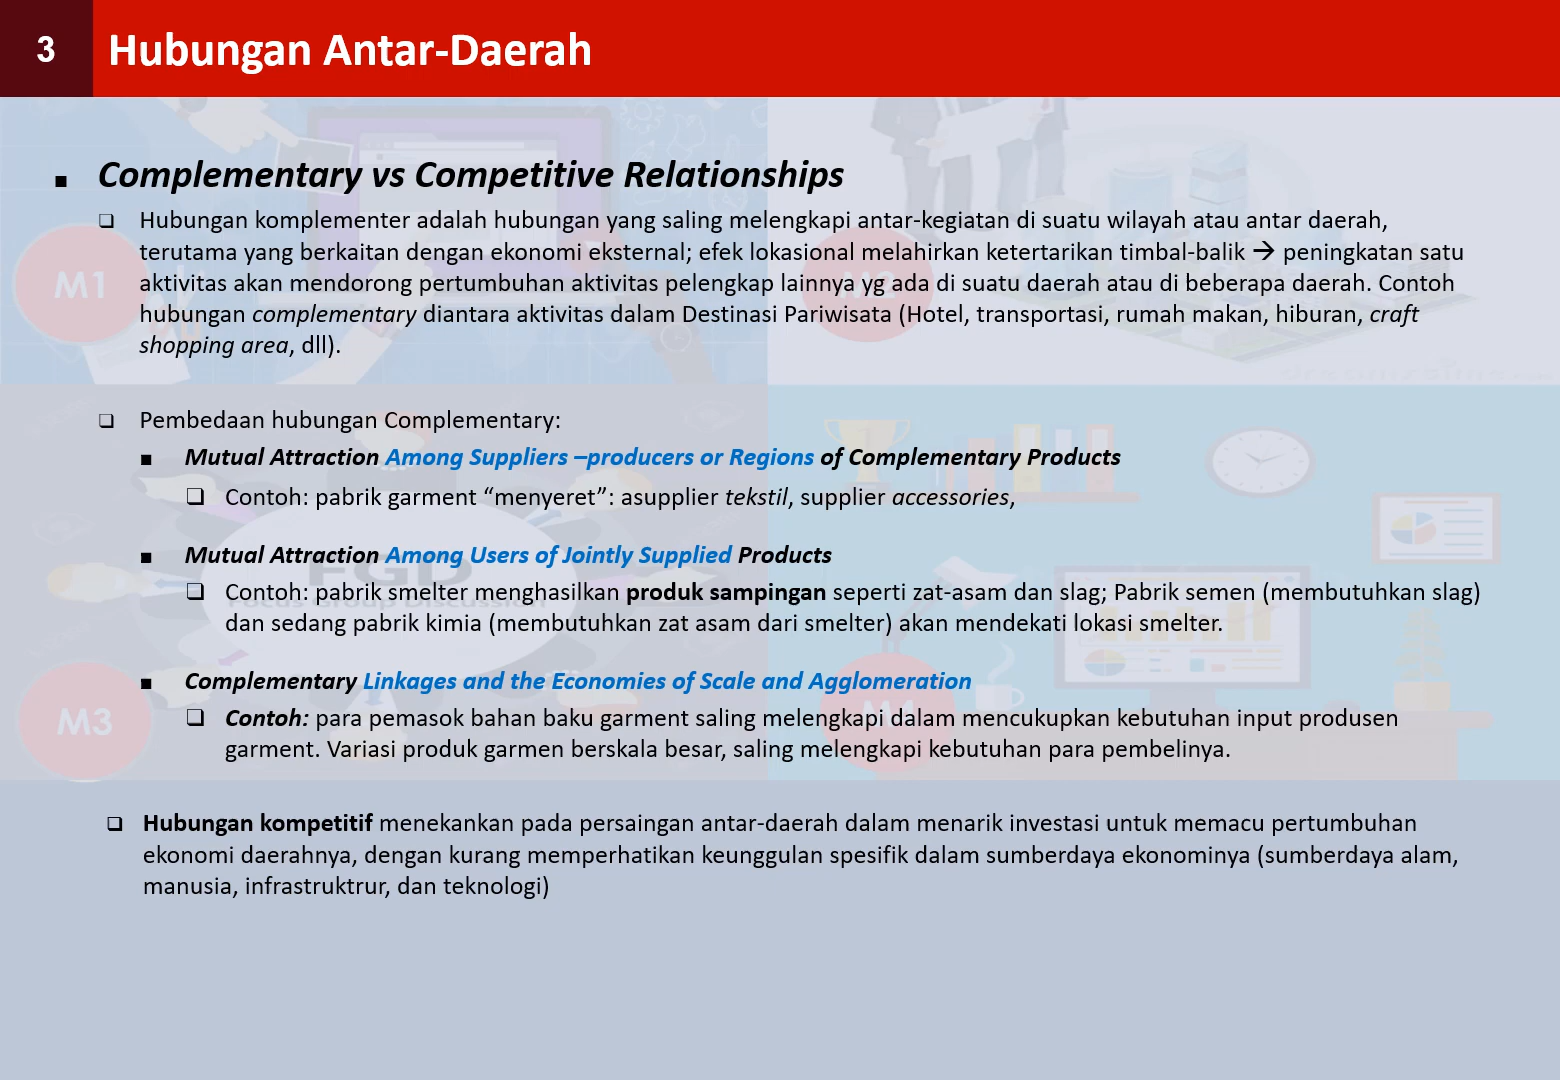 3
Hubungan Antar-Daerah
▪ Complementary vs Competitive Relationships
❑ Hubungan komplementer adalah hubungan yang saling melengkapi antar-kegiatan di suatu wilayah atau antar daerah,
terutama yang berkaitan dengan ekonomi eksternal; efek lokasional melahirkan ketertarikan timbal-balik → peningkatan satu
aktivitas akan mendorong pertumbuhan aktivitas pelengkap lainnya yg ada di suatu daerah atau di beberapa daerah. Contoh
hubungan complementary diantara aktivitas dalam Destinasi Pariwisata (Hotel, transportasi, rumah makan, hiburan, craft
shopping area, dll).
M1
M2
❑ Pembedaan hubungan Complementary:
▪ Mutual Attraction Among Suppliers –producers or Regions of Complementary Products
❑ Contoh: pabrik garment “menyeret”: asupplier tekstil, supplier accessories,
▪ Mutual Attraction Among Users of Jointly Supplied Products
❑ Contoh: pabrik smelter menghasilkan produk sampingan seperti zat-asam dan slag; Pabrik semen (membutuhkan slag)
dan sedang pabrik kimia (membutuhkan zat asam dari smelter) akan mendekati lokasi smelter.
FGD
Focus Group Discussion
▪ Complementary Linkages and the Economies of Scale and Agglomeration
❑ Contoh: para pemasok bahan baku garment saling melengkapi dalam mencukupkan kebutuhan input produsen
garment. Variasi produk garmen berskala besar, saling melengkapi kebutuhan para pembelinya.
M3
M4
❑ Hubungan kompetitif menekankan pada persaingan antar-daerah dalam menarik investasi untuk memacu pertumbuhan
ekonomi daerahnya, dengan kurang memperhatikan keunggulan spesifik dalam sumberdaya ekonominya (sumberdaya alam,
manusia, infrastruktrur, dan teknologi)